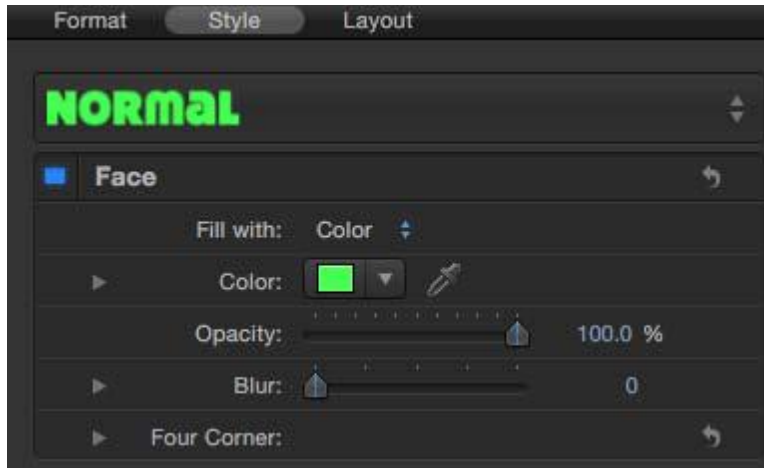 Format Style Layout
NORMaL
Face
Fill with: Color
Color:
Opacity: 100.0 %
Blur: 0
Four Corner: